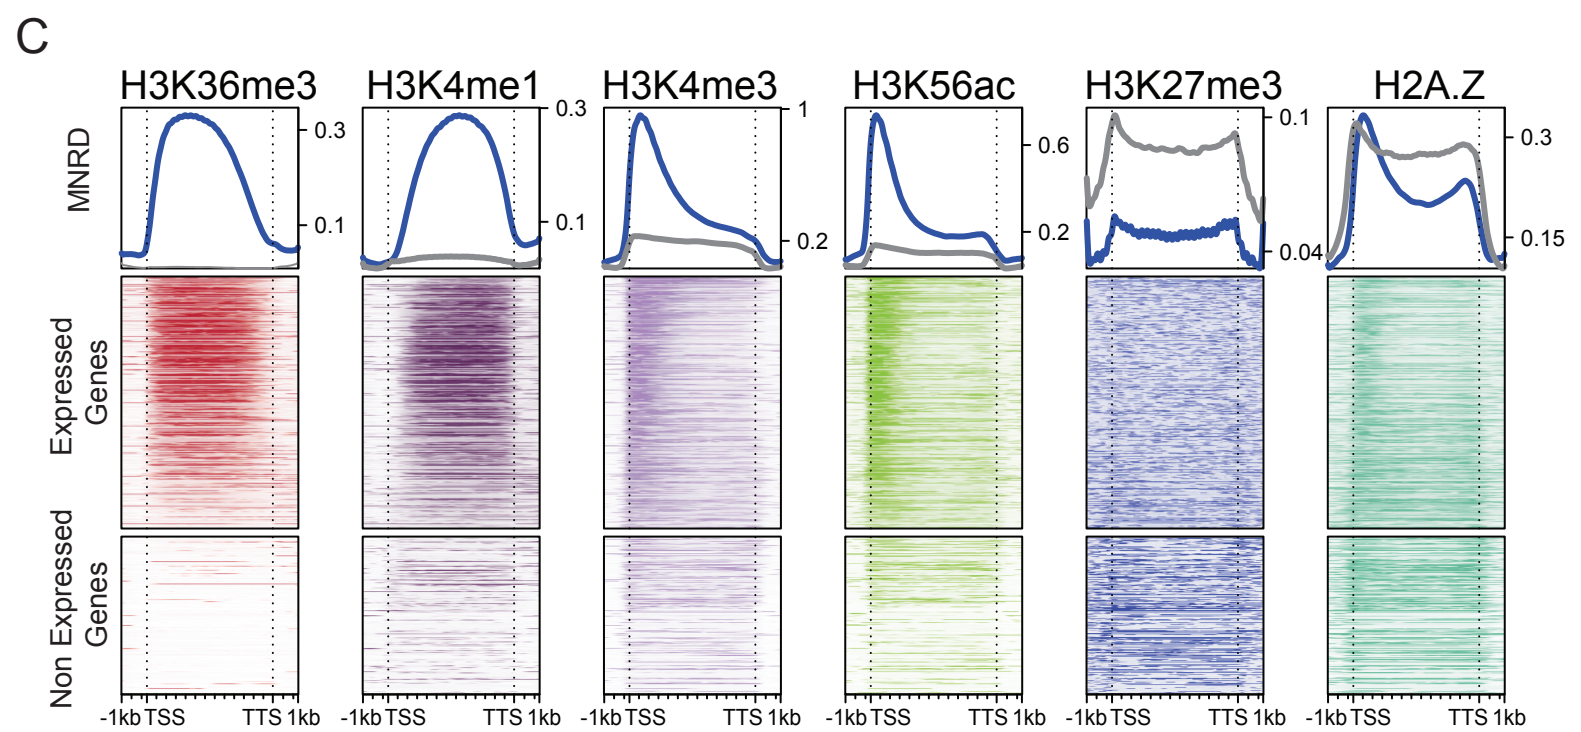 C
H3K36me3 H3K4me1 H3K4me3 H3K56ac H3K27me3 H2A.Z
MNRD
0.3
0.1
0.3
0.1
1
0.2
0.6
0.2
0.1
0.04
0.3
0.15
Expressed
Genes
Non Expressed
Genes
-1kb TSS TTS 1kb -1kb TSS TTS 1kb -1kb TSS TTS 1kb -1kb TSS TTS 1kb -1kb TSS TTS 1kb -1kb TSS TTS 1kb